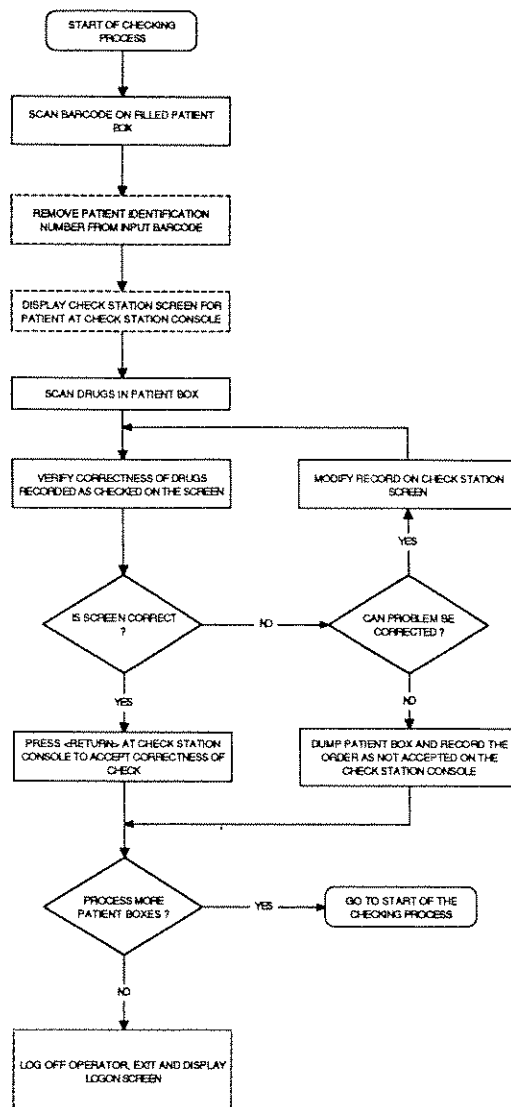 START OF CHECKING
PROCESS
SCAN BARCODE ON FILLED PATIENT
BOX
REMOVE PATIENT IDENTIFICATION
NUMBER FROM INPUT BARCODE
DISPLAY CHECK STATION SCREEN FOR
PATIENT AT CHECK STATION CONSOLE
SCAN DRUGS IN PATIENT BOX
VERIFY CORRECTNESS OF DRUGS
RECORDED AS CHECKED ON THE SCREEN
MODIFY RECORD ON CHECK STATION
SCREEN
YES
IS SCREEN CORRECT
?
NO
CAN PROBLEM BE
CORRECTED ?
YES
NO
PRESS <RETURN> AT CHECK STATION
CONSOLE TO ACCEPT CORRECTNESS OF
CHECK
DUMP PATIENT BOX AND RECORD THE
ORDER AS NOT ACCEPTED ON THE
CHECK STATION CONSOLE
PROCESS MORE
PATIENT BOXES ?
YES
GO TO START OF THE
CHECKING PROCESS
NO
LOG OFF OPERATOR, EXIT AND DISPLAY
LOGON SCREEN